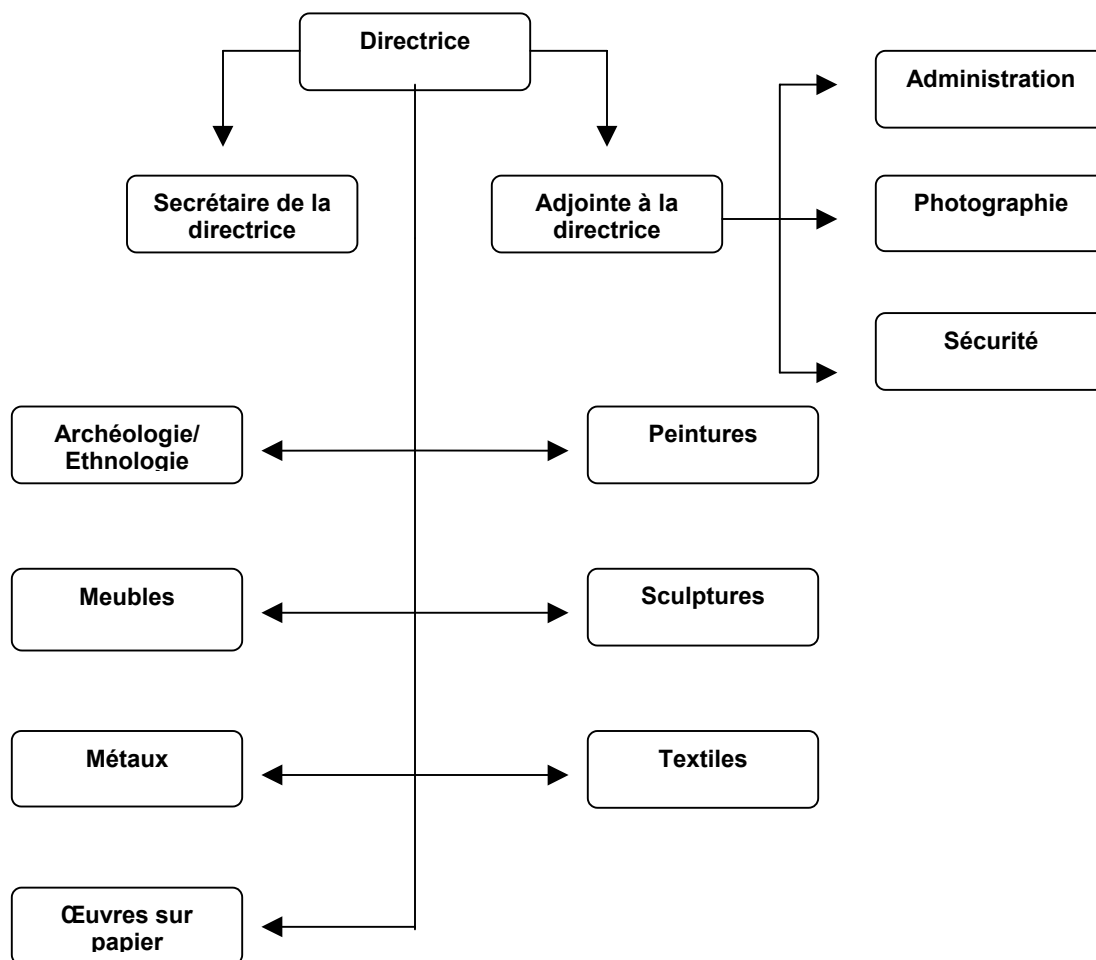 Directrice
Administration
Secrétaire de la
directrice
Adjointe à la
directrice
Photographie
Sécurité
Archéologie/
Ethnologie
Peintures
Meubles
Sculptures
Métaux
Textiles
Œuvres sur
papier